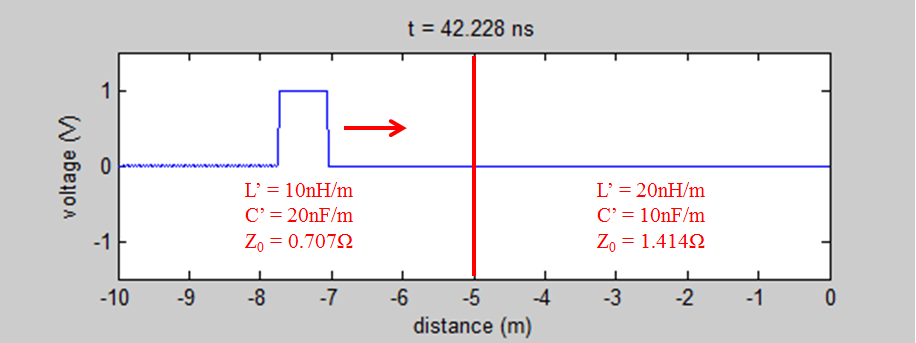 t = 42.228 ns
voltage (V)
1
0
-1
L’ = 10nH/m
C’ = 20nF/m
Z₀ = 0.707Ω
L’ = 20nH/m
C’ = 10nF/m
Z₀ = 1.414Ω
-10 -9 -8 -7 -6 -5 -4 -3 -2 -1 0
distance (m)